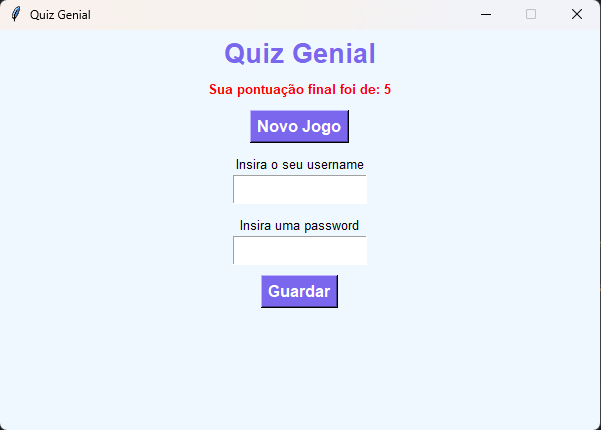 Quiz Genial
Quiz Genial
Sua pontuação final foi de: 5
Novo Jogo
Insira o seu username
Insira uma password
Guardar